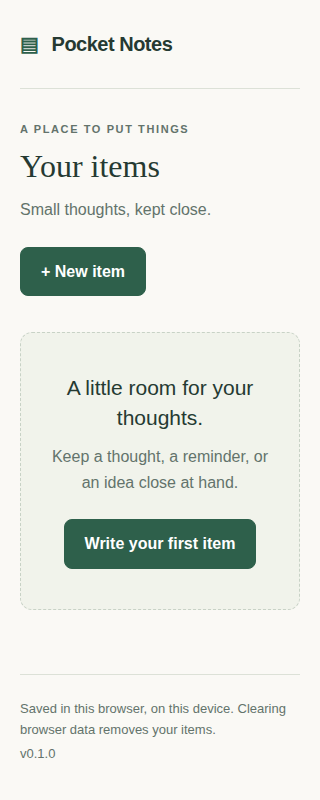 Pocket Notes
A PLACE TO PUT THINGS
Your items
Small thoughts, kept close.
+ New item
A little room for your
thoughts.
Keep a thought, a reminder, or
an idea close at hand.
Write your first item
Saved in this browser, on this device. Clearing
browser data removes your items.
v0.1.0